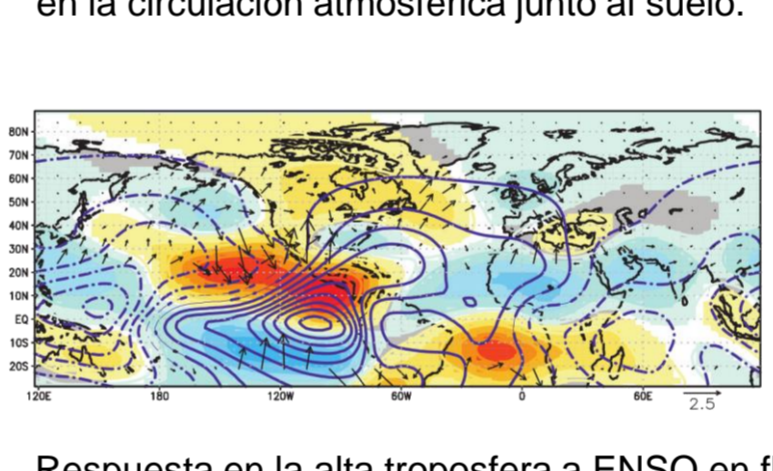 en la circulación atmosférica junto al suelo.
80N
70N
60N
50N
40N
30N
20N
10N
EQ
10S
20S
120E 180 120W 60W 0 60E
2.5
Respuesta en la alta troposfera a ENSO en